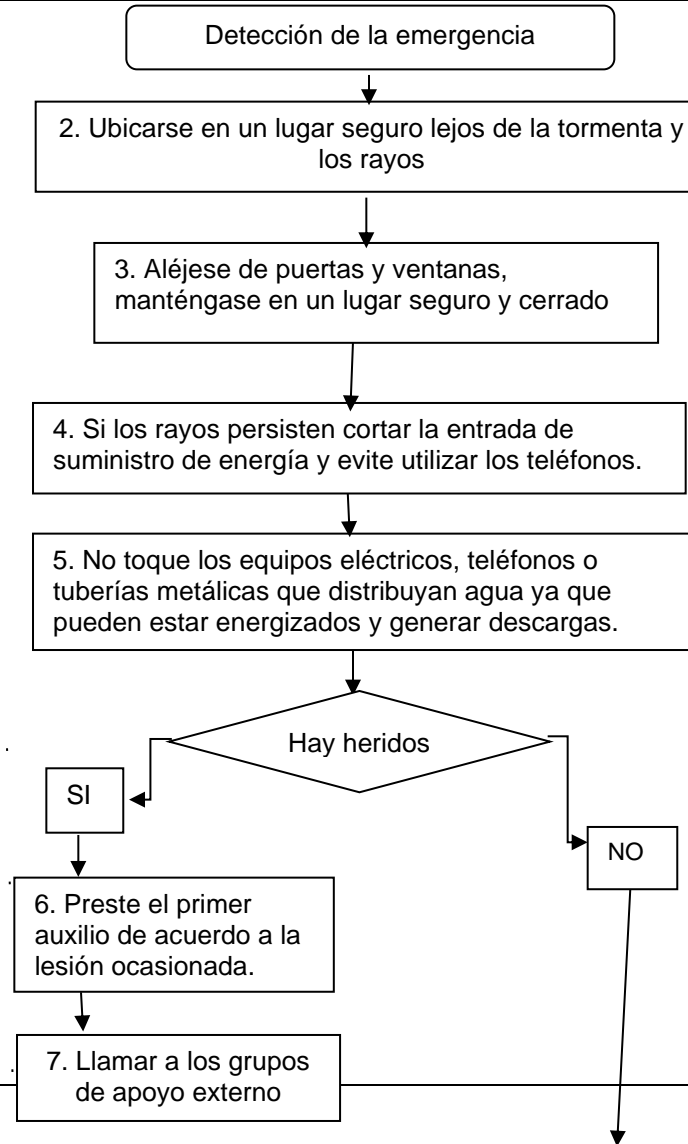 Detección de la emergencia
2. Ubicarse en un lugar seguro lejos de la tormenta y
los rayos
3. Aléjese de puertas y ventanas,
manténgase en un lugar seguro y cerrado
4. Si los rayos persisten cortar la entrada de
suministro de energía y evite utilizar los teléfonos.
5. No toque los equipos eléctricos, teléfonos o
tuberías metálicas que distribuyan agua ya que
pueden estar energizados y generar descargas.
Hay heridos
SI
NO
6. Preste el primer
auxilio de acuerdo a la
lesión ocasionada.
7. Llamar a los grupos
de apoyo externo